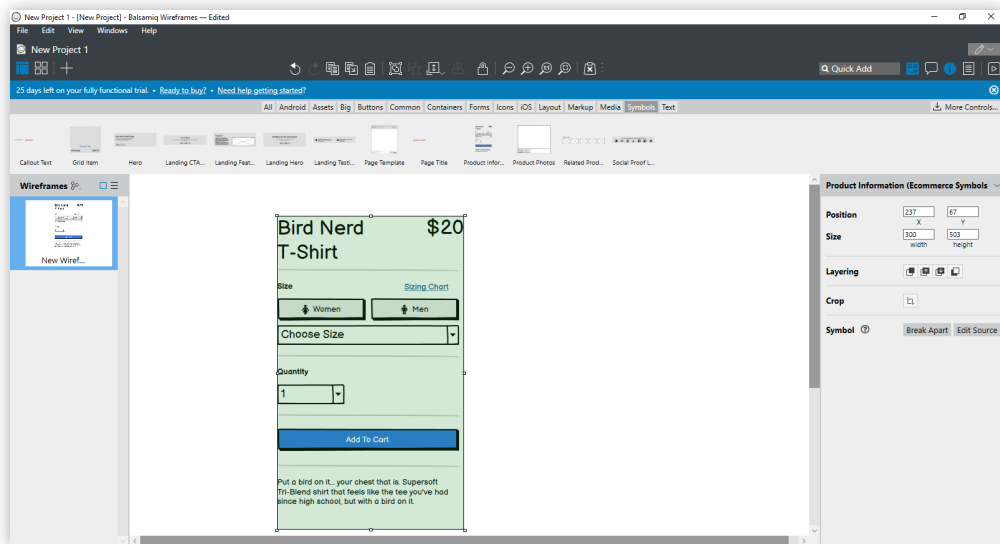 New Project 1 - [New Project] - Balsamiq Wireframes — Edited
File Edit View Windows Help
New Project 1
Quick Add
25 days left on your fully functional trial. • Ready to buy? • Need help getting started?
All Android Assets Big Buttons Common Containers Forms Icons iOS Layout Markup Media Symbols Text
More Controls...
Callout Text Grid Item Hero Landing CTA... Landing Feat... Landing Hero Landing Testi... Page Template Page Title Product Infor... Product Photos Related Prod... Social Proof L...
Wireframes
New Wiref...
Bird Nerd $20
T-Shirt
Size Sizing Chart
Women Men
Choose Size
Quantity
1
Add To Cart
Put a bird on it... your chest that is. Supersoft
Tri-Blend shirt that feels like the tee you've had
since high school, but with a bird on it.
Product Information (Ecommerce Symbols
Position 237 67
X Y
Size 300 503
width height
Layering
Crop
Symbol Break Apart Edit Source